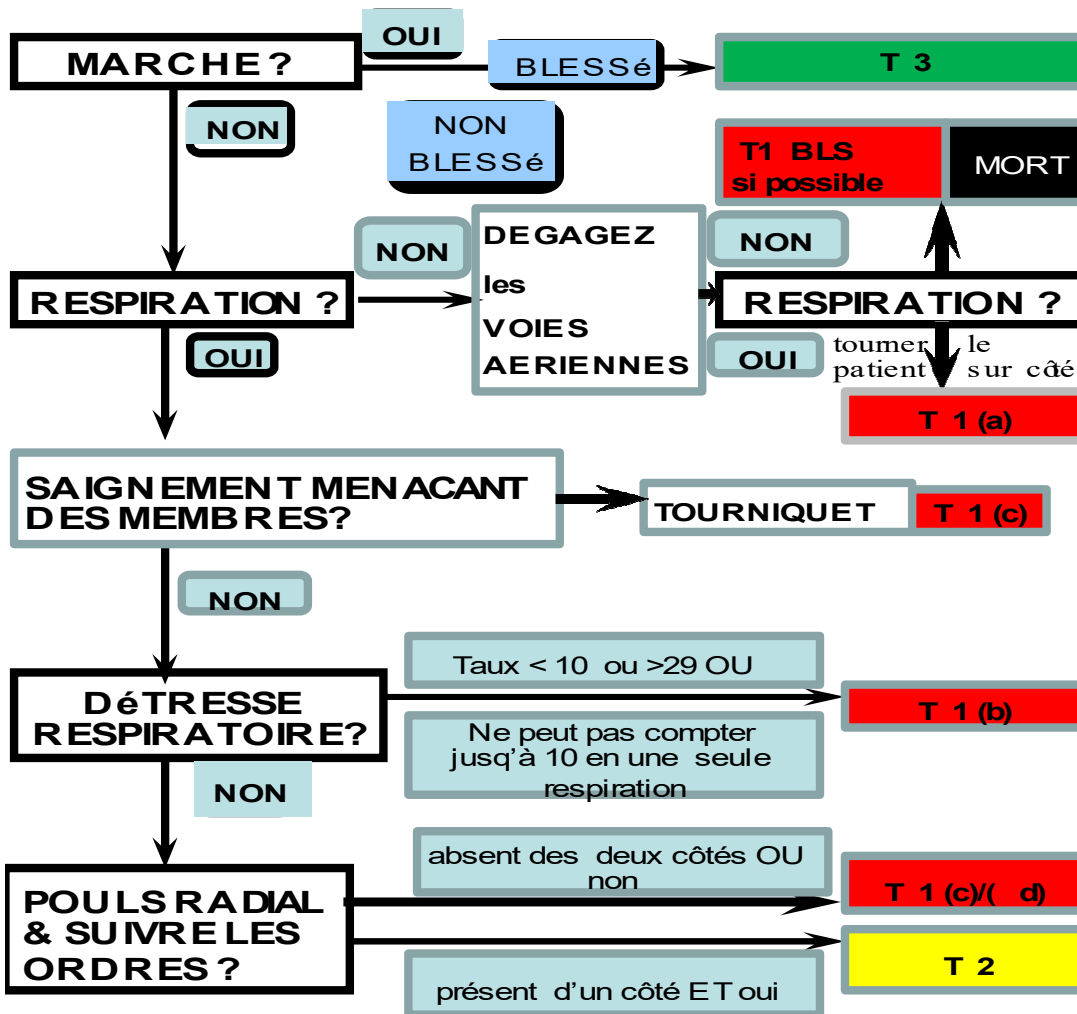 OUI
MARCHE ?
BLESSé
T 3
NON
NON
BLESSé
T1 BLS
si possible
MORT
NON
DEGAGEZ
les
VOIES
AERIENNES
NON
RESPIRATION ?
RESPIRATION ?
OUI
OUI
tourner le
patient sur côté
T 1 (a)
SAIGNEMENT MENACANT
DES MEMBRES?
TOURNIQUET
T 1 (c)
NON
Taux < 10 ou >29 OU
DéTRESSE
RESPIRATOIRE?
T 1 (b)
Ne peut pas compter
jusqu'à 10 en une seule
respiration
NON
absent des deux côtés OU
non
T 1 (c)/( d)
POULS RADIAL
& SUIVRE LES
ORDRES ?
T 2
présent d'un côté ET oui